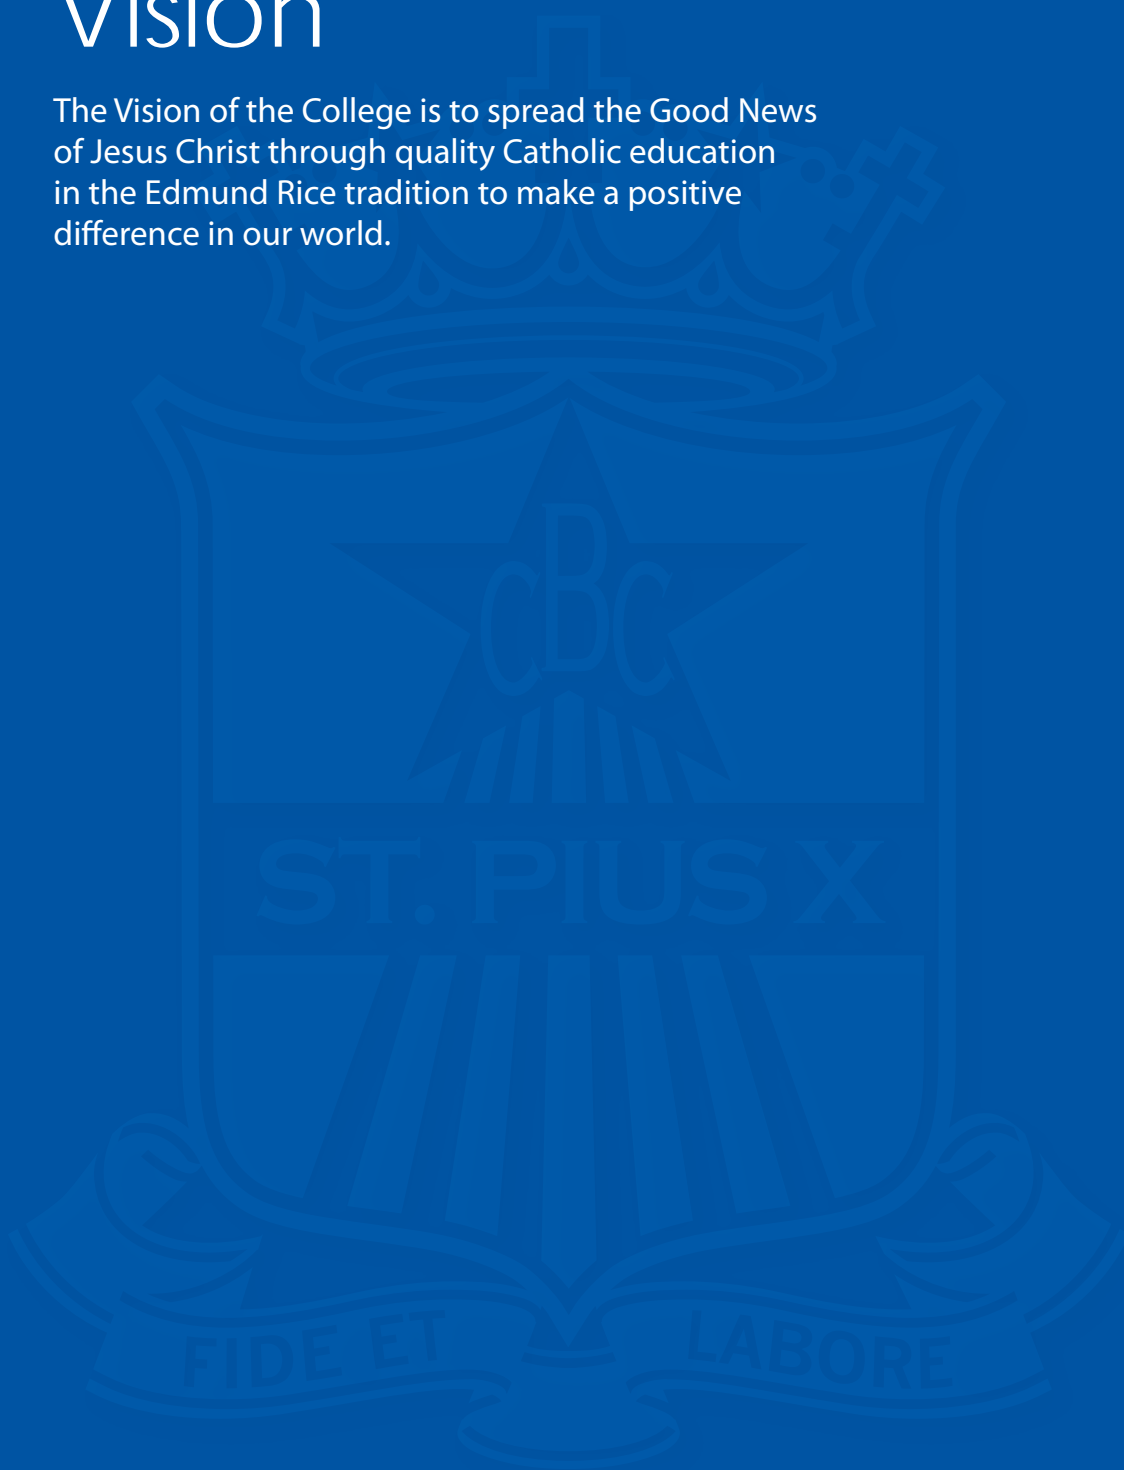 Vision
The Vision of the College is to spread the Good News
of Jesus Christ through quality Catholic education
in the Edmund Rice tradition to make a positive
difference in our world.
CBC
ST. PIUS X
FIDE ET LABORE